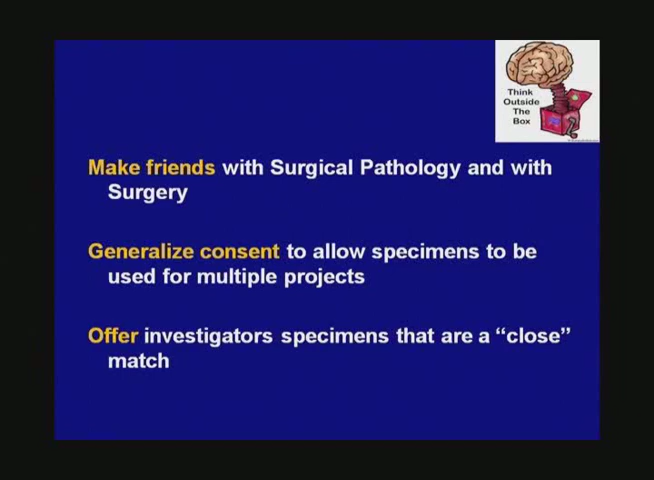 Think
Outside
The
Box
Make friends with Surgical Pathology and with
Surgery
Generalize consent to allow specimens to be
used for multiple projects
Offer investigators specimens that are a “close”
match